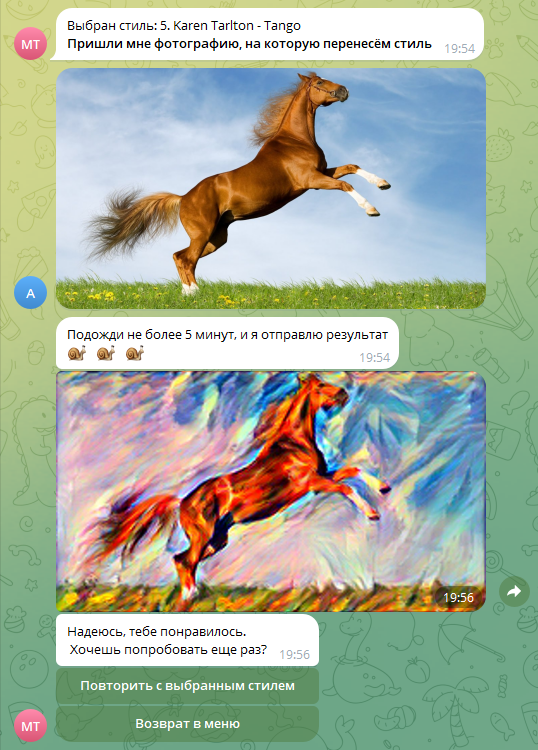 Выбран стиль: 5. Karen Tarlton - Tango
Пришли мне фотографию, на которую перенесём стиль
19:54
МТ
А
Подожди не более 5 минут, и я отправлю результат
19:54
19:56
Надеюсь, тебе понравилось.
Хочешь попробовать еще раз?
19:56
Повторить с выбранным стилем
МТ
Возврат в меню